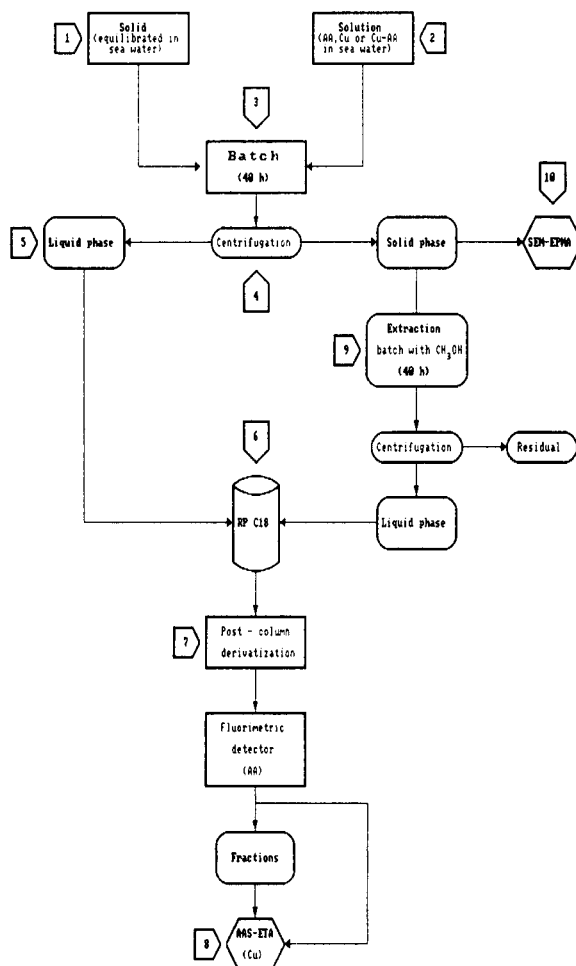 1
Solid
(equilibrated in
sea water)
Solution
(AA,Cu or Cu-AA
in sea water)
2
3
Batch
(40 h)
10
5
Liquid phase
Centrifugation
Solid phase
SEM-EPMA
4
9
Extraction
batch with CH3OH
(40 h)
6
Centrifugation
Residual
RP C18
Liquid phase
7
Post - column
derivatization
Fluorimetric
detector
(AA)
Fractions
8
AAS-ETA
(Cu)